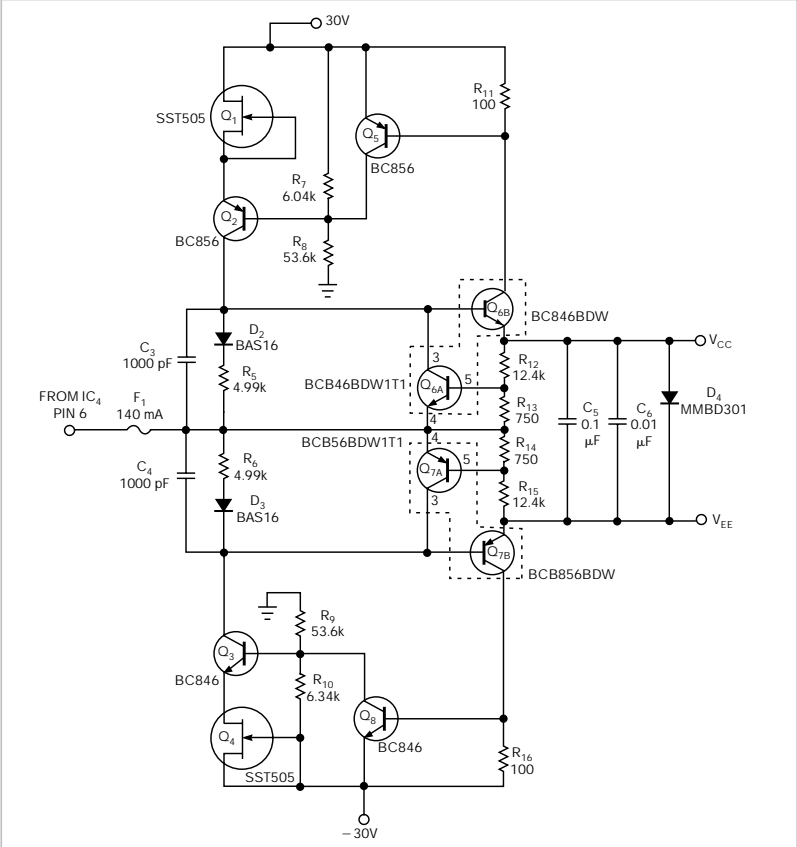 30V
R11
100
SST505
Q1
Q5
BC856
R7
6.04k
Q2
BC856
R8
53.6k
Q6B
BC846BDW
D2
BAS16
C3
1000 pF
R5
4.99k
VCC
R12
12.4k
3
BCB46BDW1T1
Q6A
5
4
R13
750
FROM IC4
PIN 6
F1
140 mA
C5
0.1
µF
C6
0.01
µF
D4
MMBD301
BCB56BDW1T1
4
R14
750
Q7A
5
3
C4
1000 pF
R6
4.99k
D3
BAS16
R15
12.4k
VEE
Q7B
BCB856BDW
R9
53.6k
Q3
BC846
R10
6.34k
Q8
BC846
Q4
SST505
R16
100
−30V